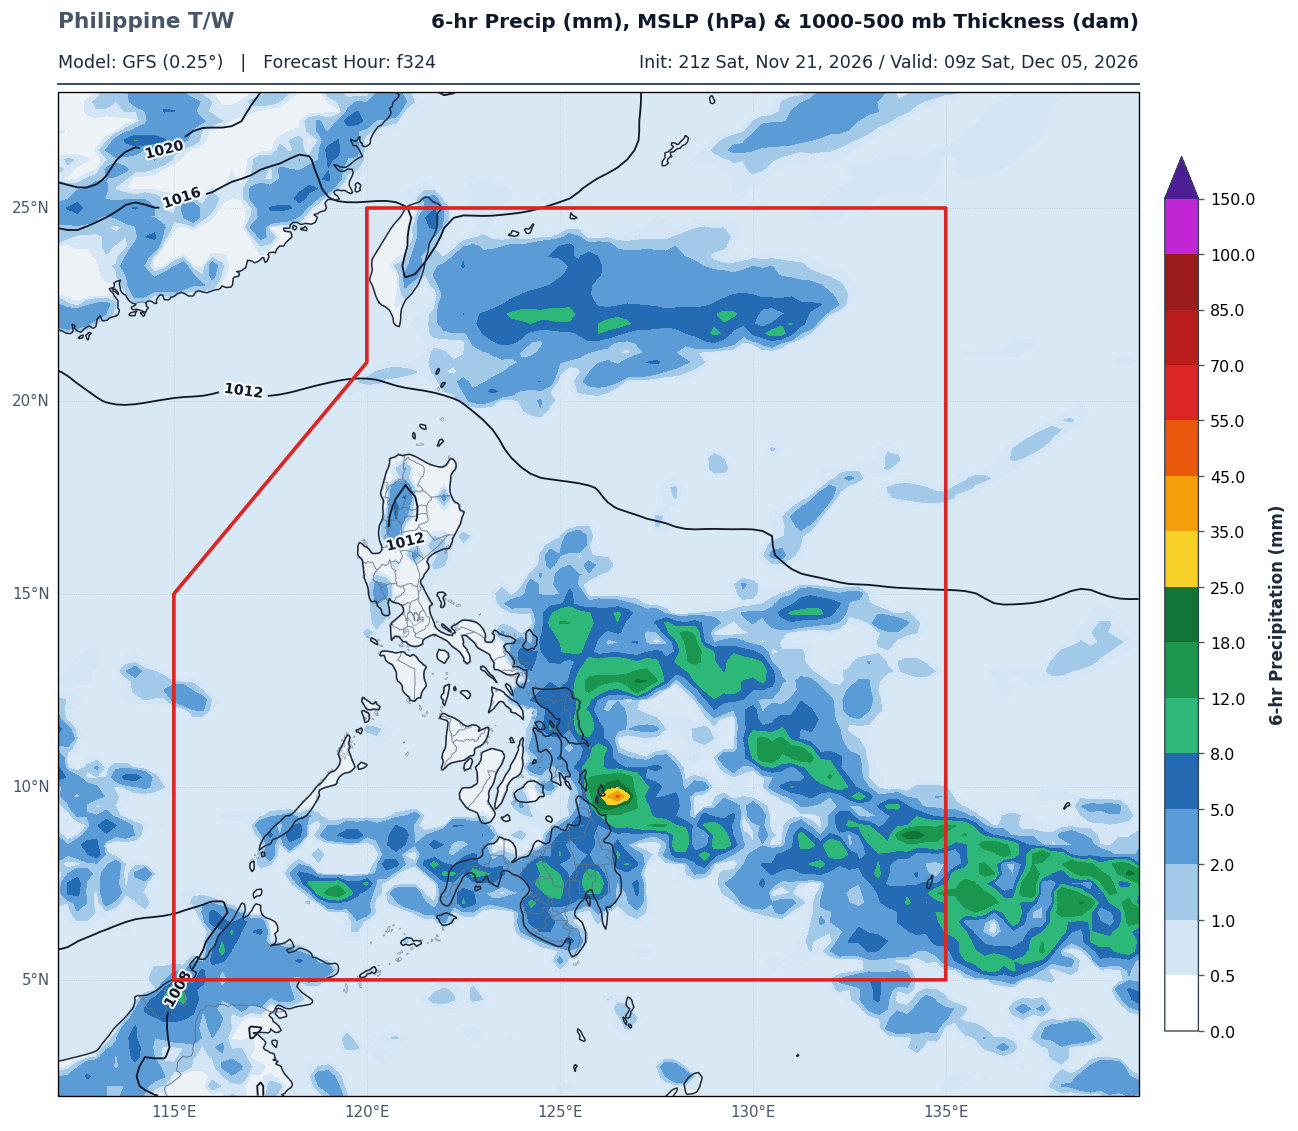 Philippine T/W
6-hr Precip (mm), MSLP (hPa) & 1000-500 mb Thickness (dam)
Model: GFS (0.25°) | Forecast Hour: f324
Init: 21z Sat, Nov 21, 2026 / Valid: 09z Sat, Dec 05, 2026
1020
1016
1012
1012
1008
25°N
20°N
15°N
10°N
5°N
115°E
120°E
125°E
130°E
135°E
150.0
100.0
85.0
70.0
55.0
45.0
35.0
25.0
18.0
12.0
8.0
5.0
2.0
1.0
0.5
0.0
6-hr Precipitation (mm)